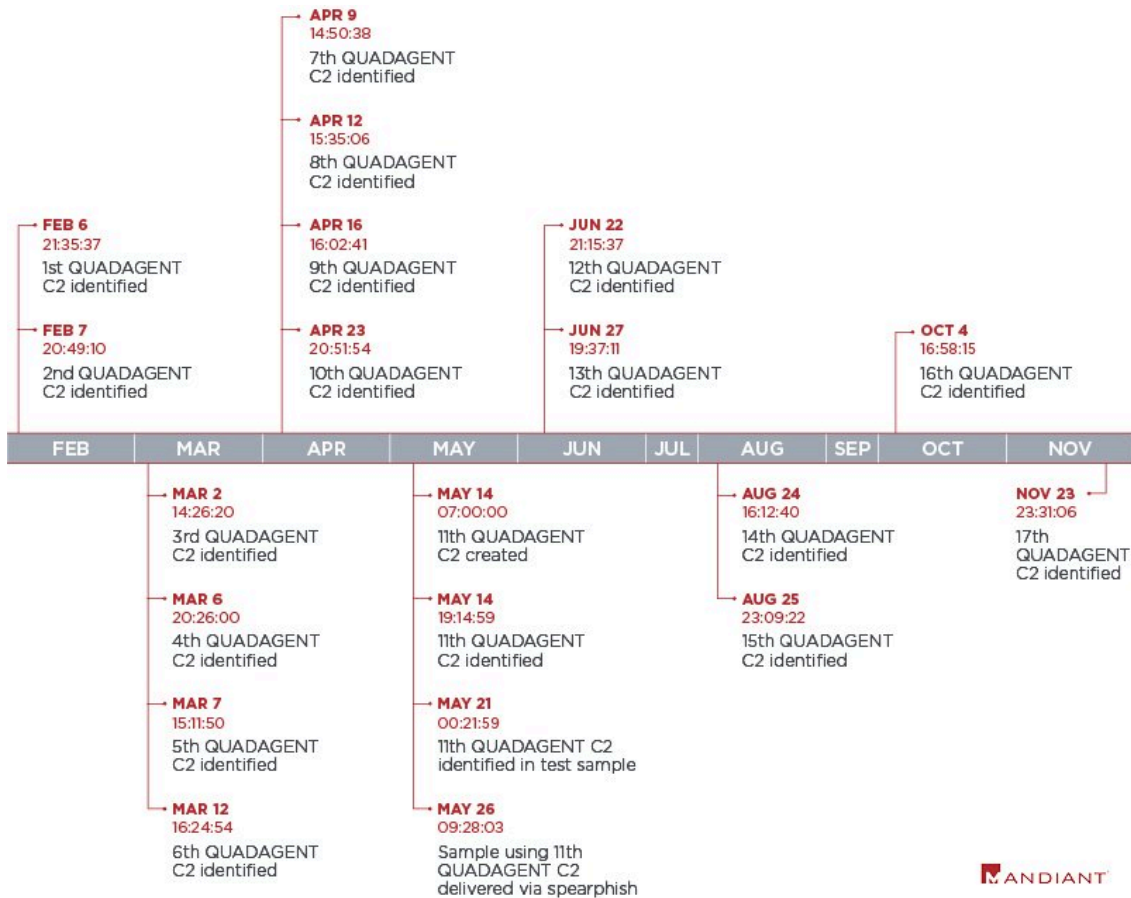 APR 9
14:50:38
7th QUADAGENT
C2 identified
APR 12
15:35:06
8th QUADAGENT
C2 identified
FEB 6
21:35:37
1st QUADAGENT
C2 identified
APR 16
16:02:41
9th QUADAGENT
C2 identified
JUN 22
21:15:37
12th QUADAGENT
C2 identified
FEB 7
20:49:10
2nd QUADAGENT
C2 identified
APR 23
20:51:54
10th QUADAGENT
C2 identified
JUN 27
19:37:11
13th QUADAGENT
C2 identified
OCT 4
16:58:15
16th QUADAGENT
C2 identified
FEB MAR APR MAY JUN JUL AUG SEP OCT NOV
MAR 2
14:26:20
3rd QUADAGENT
C2 identified
MAY 14
07:00:00
11th QUADAGENT
C2 created
AUG 24
16:12:40
14th QUADAGENT
C2 identified
NOV 23
23:31:06
17th
QUADAGENT
C2 identified
MAR 6
20:26:00
4th QUADAGENT
C2 identified
MAY 14
19:14:59
11th QUADAGENT
C2 identified
AUG 25
23:09:22
15th QUADAGENT
C2 identified
MAR 7
15:11:50
5th QUADAGENT
C2 identified
MAY 21
00:21:59
11th QUADAGENT C2
identified in test sample
MAR 12
16:24:54
6th QUADAGENT
C2 identified
MAY 26
09:28:03
Sample using 11th
QUADAGENT C2
delivered via spearphish
MANDIANT